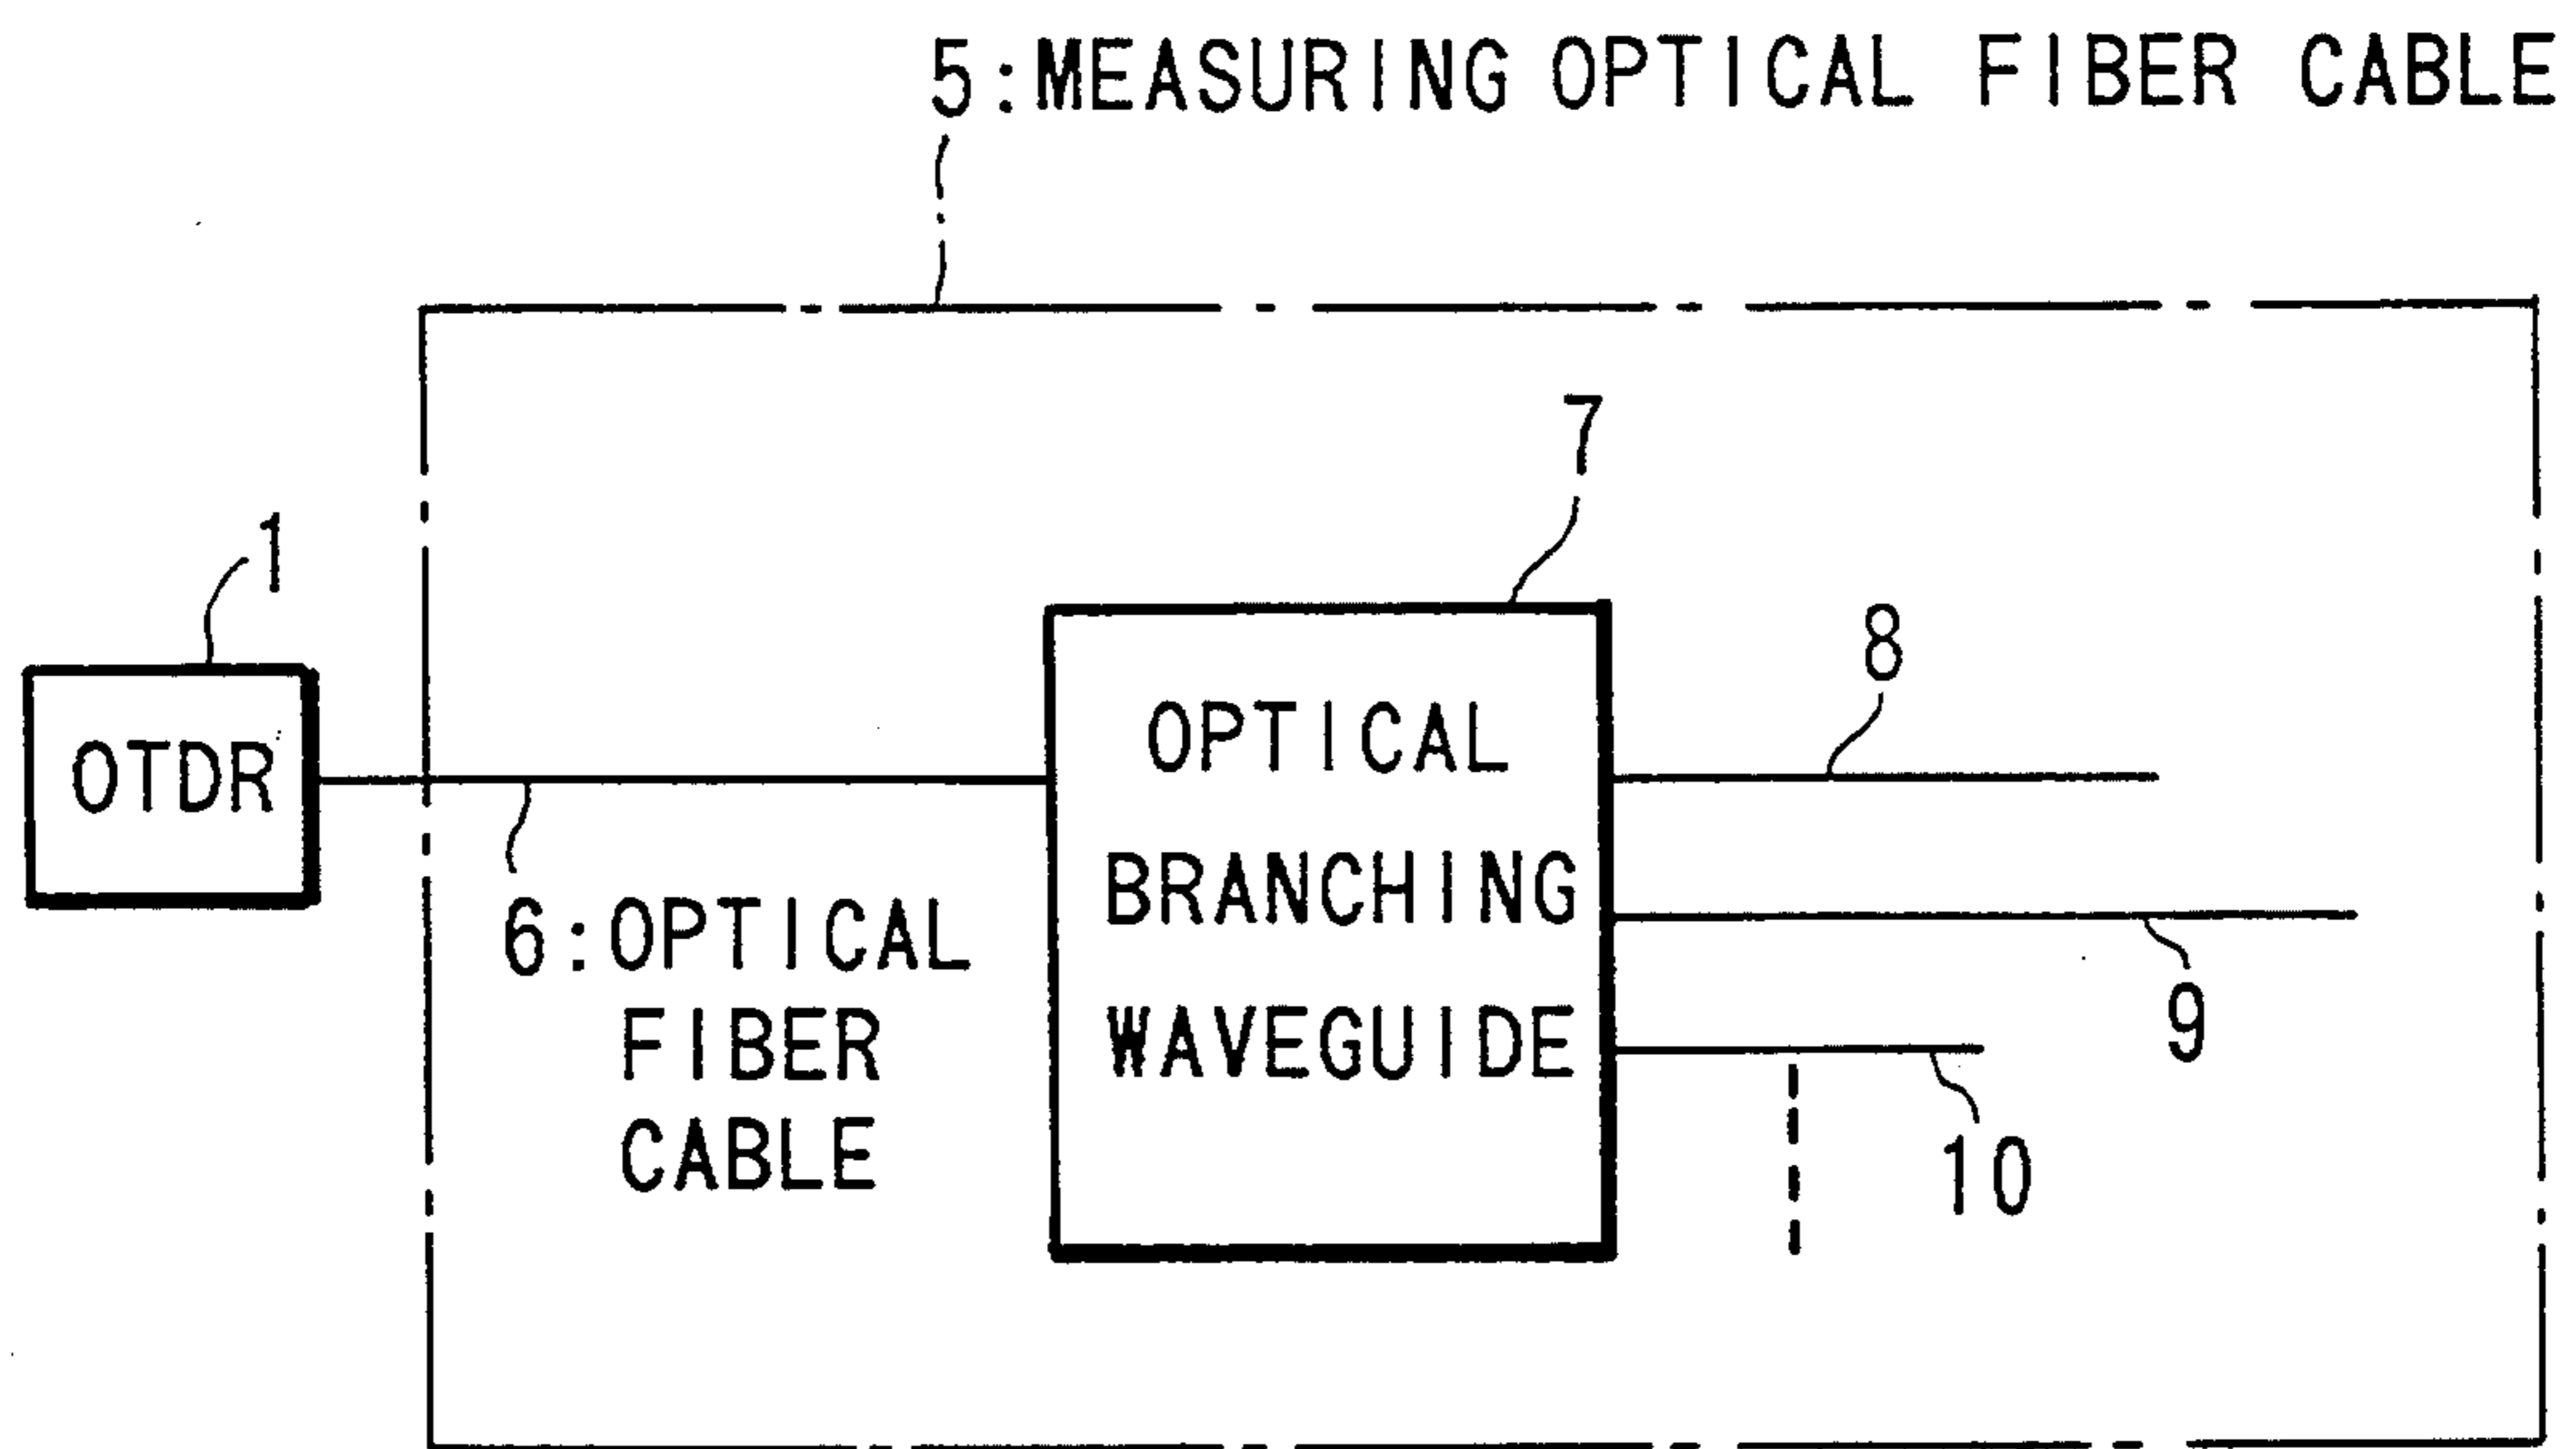 5:MEASURING OPTICAL FIBER CABLE
7
1
8
OTDR
OPTICAL
BRANCHING
WAVEGUIDE
6:OPTICAL
FIBER
CABLE
9
10